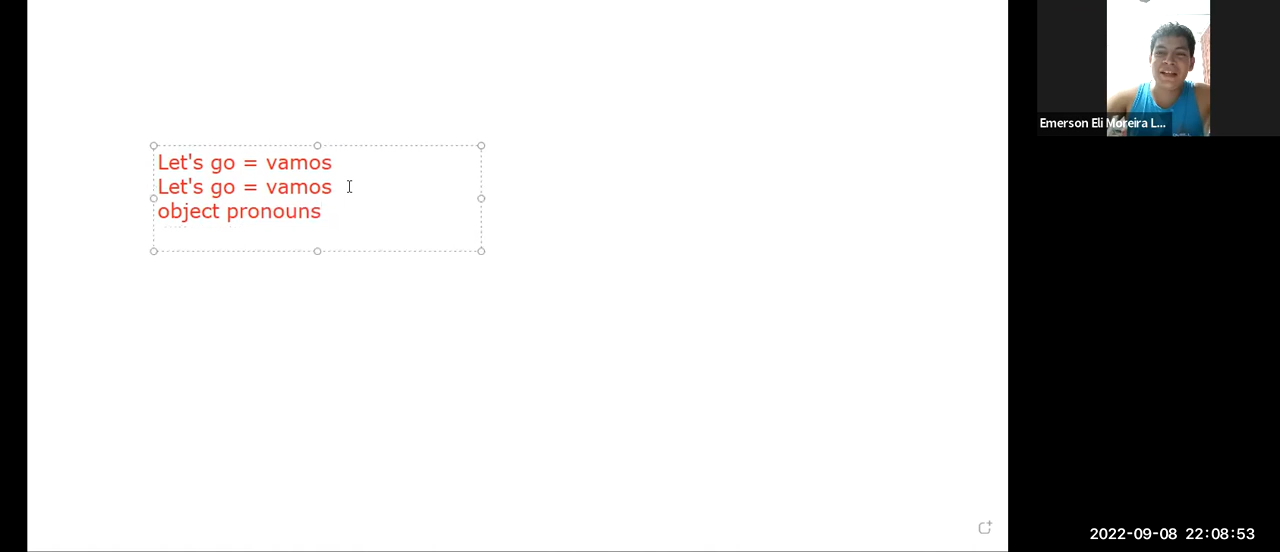 Let's go = vamos
Let's go = vamos
object pronouns
Emerson Eli Moreira L...
2022-09-08 22:08:53